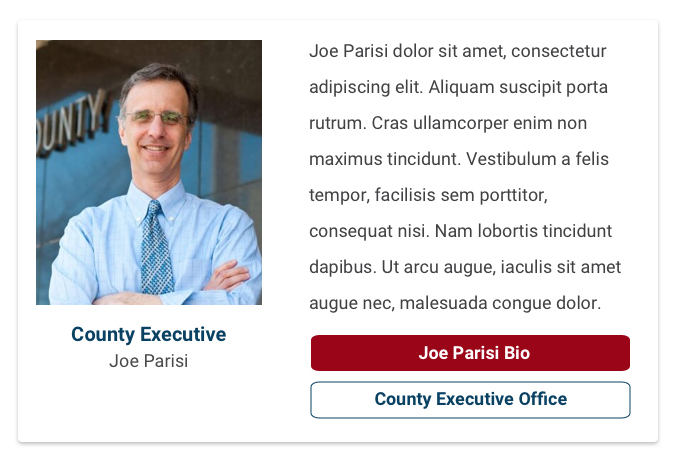 OUNTY
County Executive
Joe Parisi
Joe Parisi dolor sit amet, consectetur
adipiscing elit. Aliquam suscipit porta
rutrum. Cras ullamcorper enim non
maximus tincidunt. Vestibulum a felis
tempor, facilisis sem porttitor,
consequat nisi. Nam lobortis tincidunt
dapibus. Ut arcu augue, iaculis sit amet
augue nec, malesuada congue dolor.
Joe Parisi Bio
County Executive Office